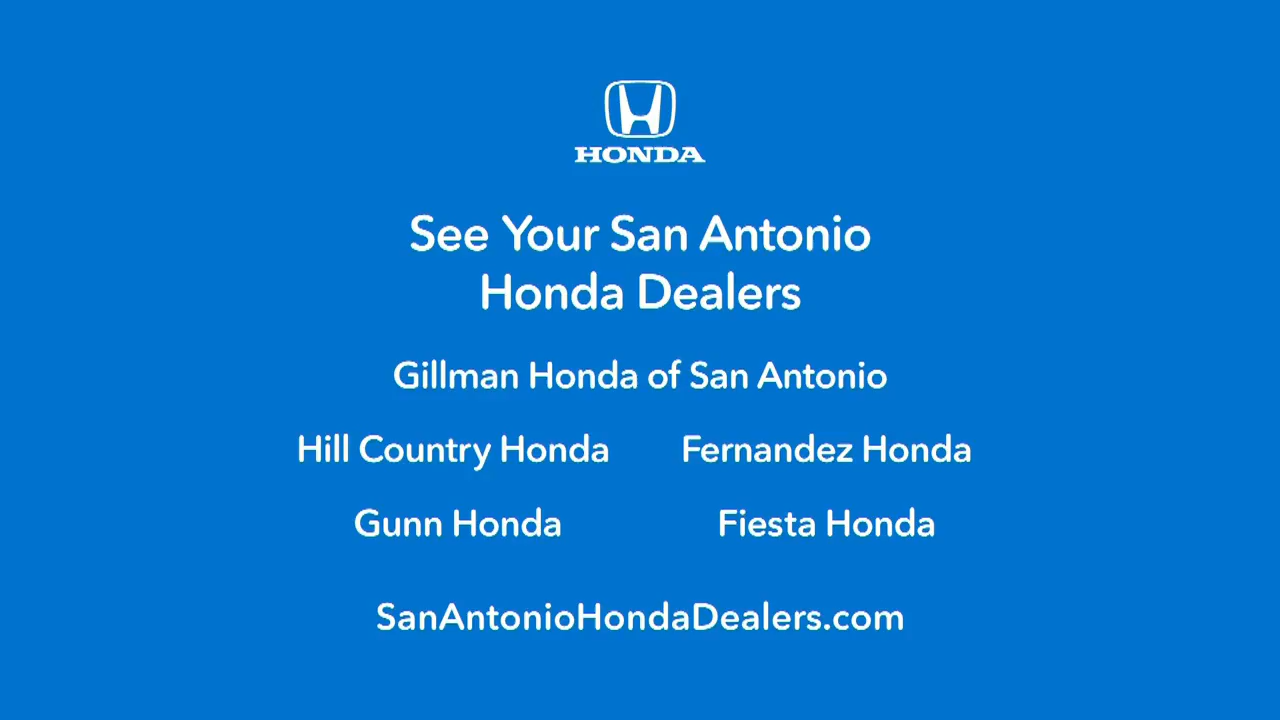 HONDA
See Your San Antonio
Honda Dealers
Gillman Honda of San Antonio
Hill Country Honda Fernandez Honda
Gunn Honda Fiesta Honda
SanAntonioHondaDealers.com